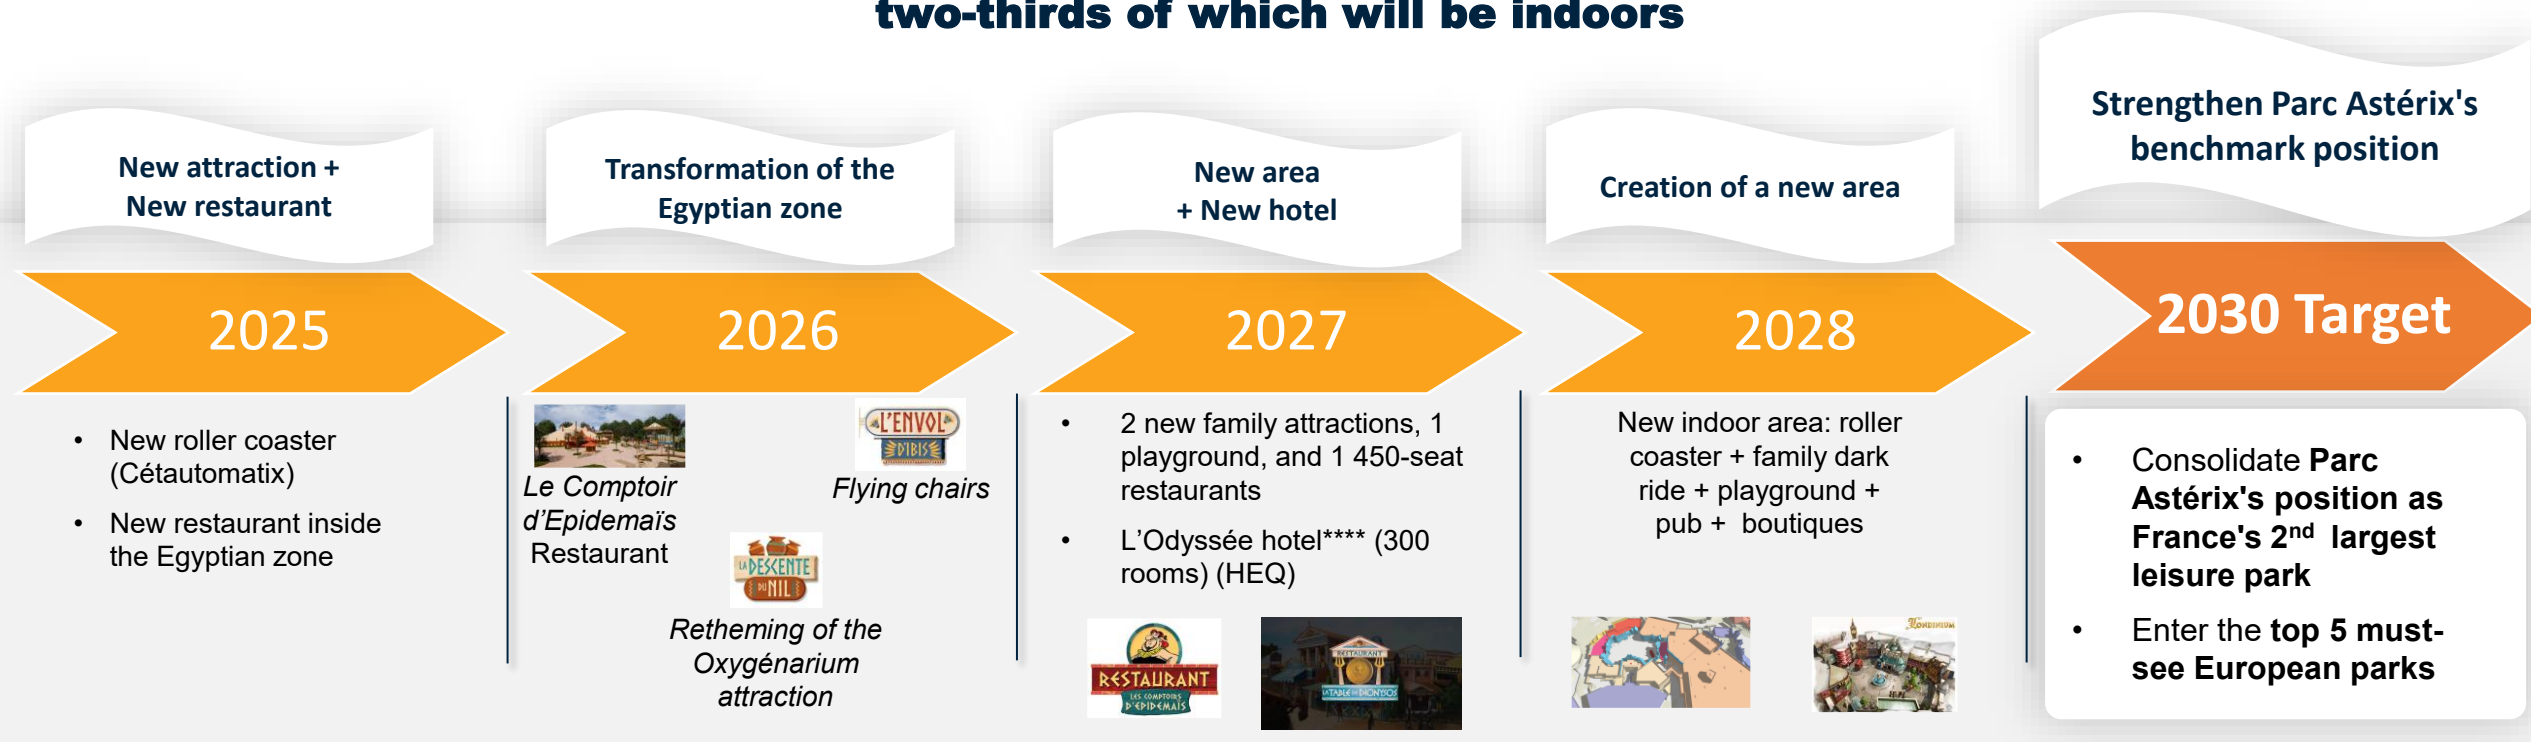 two-thirds of which will be indoors
New attraction +
New restaurant
2025
• New roller coaster
(Cétautomatix)
• New restaurant inside
the Egyptian zone
Transformation of the
Egyptian zone
2026
L'ENVOL
D'IBIS
Le Comptoir
d'Epidemaïs
Restaurant
Flying chairs
LA DESCENTE
DU NIL
Retheming of the
Oxygénarium
attraction
New area
+ New hotel
2027
• 2 new family attractions, 1
playground, and 1 450-seat
restaurants
• L'Odyssée hotel**** (300
rooms) (HEQ)
RESTAURANT
LES COMPTOIRS
D'EPIDEMAÏS
RESTAURANT
LA TABLE DE DIONYSOS
Creation of a new area
2028
New indoor area: roller
coaster + family dark
ride + playground +
pub + boutiques
LONDINIUM
Strengthen Parc Astérix's
benchmark position
2030 Target
• Consolidate Parc
Astérix's position as
France's 2nd largest
leisure park
• Enter the top 5 must-
see European parks